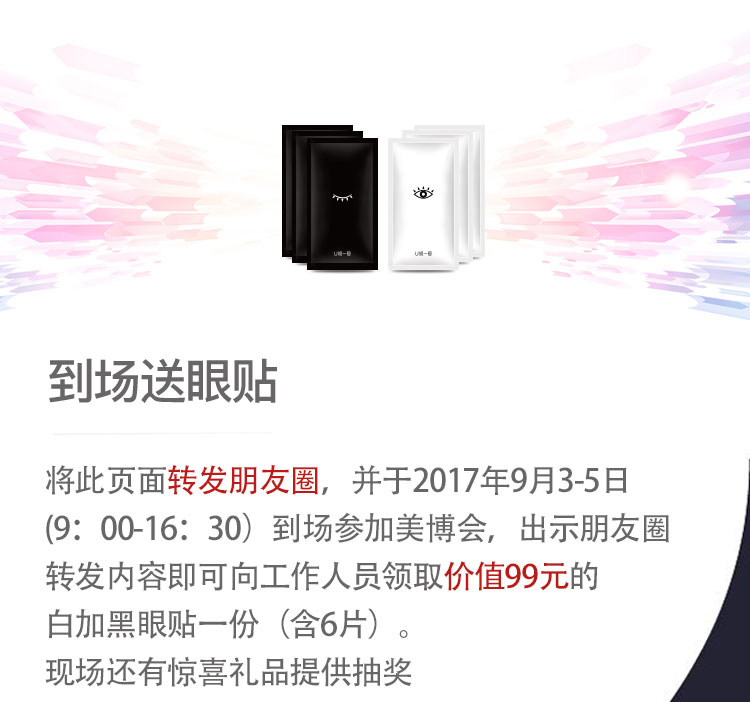 到场送眼贴
将此页面转发朋友圈，并于2017年9月3-5日
(9：00-16：30）到场参加美博会，出示朋友圈
转发内容即可向工作人员领取价值99元的
白加黑眼贴一份（含6片）。
现场还有惊喜礼品提供抽奖